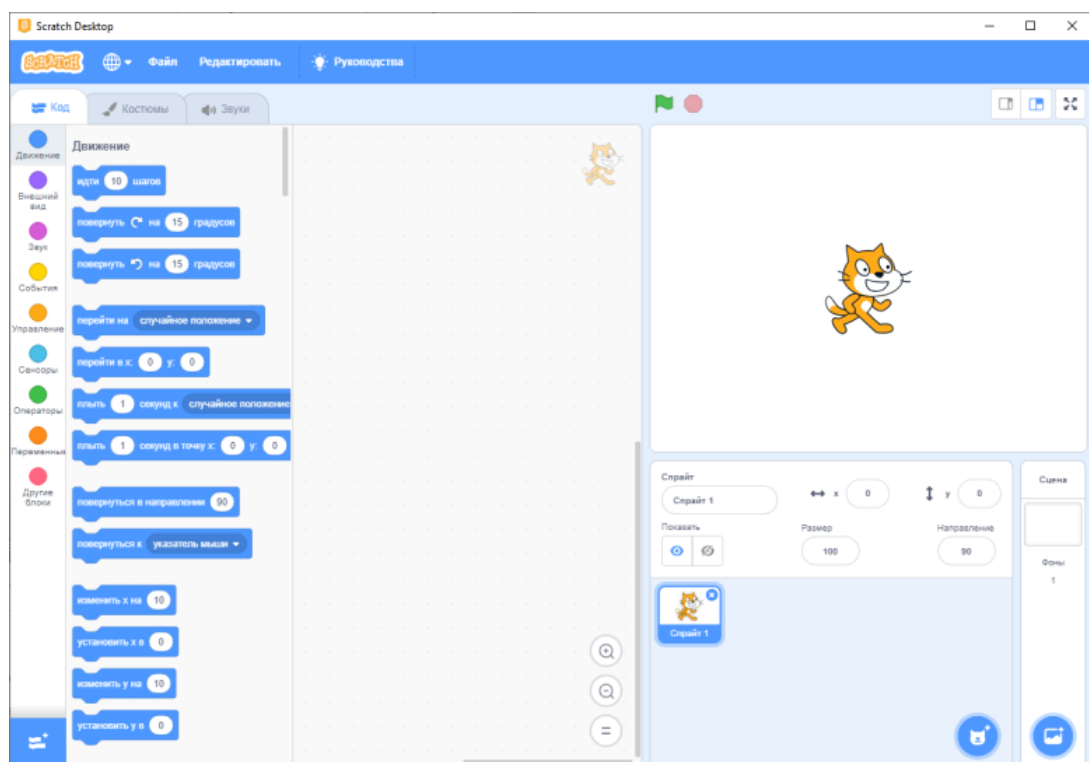 Scratch Desktop
SCRATCH Файл Редактировать Руководства
Код Костюмы Звуки
Движение
Внешний
вид
Звук
События
Управление
Сенсоры
Операторы
Переменные
Другие
блоки
Движение
идти 10 шагов
повернуть на 15 градусов
повернуть на 15 градусов
перейти на случайное положение
перейти в x: 0 y: 0
плыть 1 секунд к случайное положение
плыть 1 секунд в точку x: 0 y: 0
повернуться в направлении 90
повернуться к указатель мыши
изменить x на 10
установить x в 0
изменить y на 10
установить y в 0
Спрайт
Спрайт 1 x 0 y 0
Показать Размер Направление
100 90
Спрайт 1
Сцена
Фоны
1